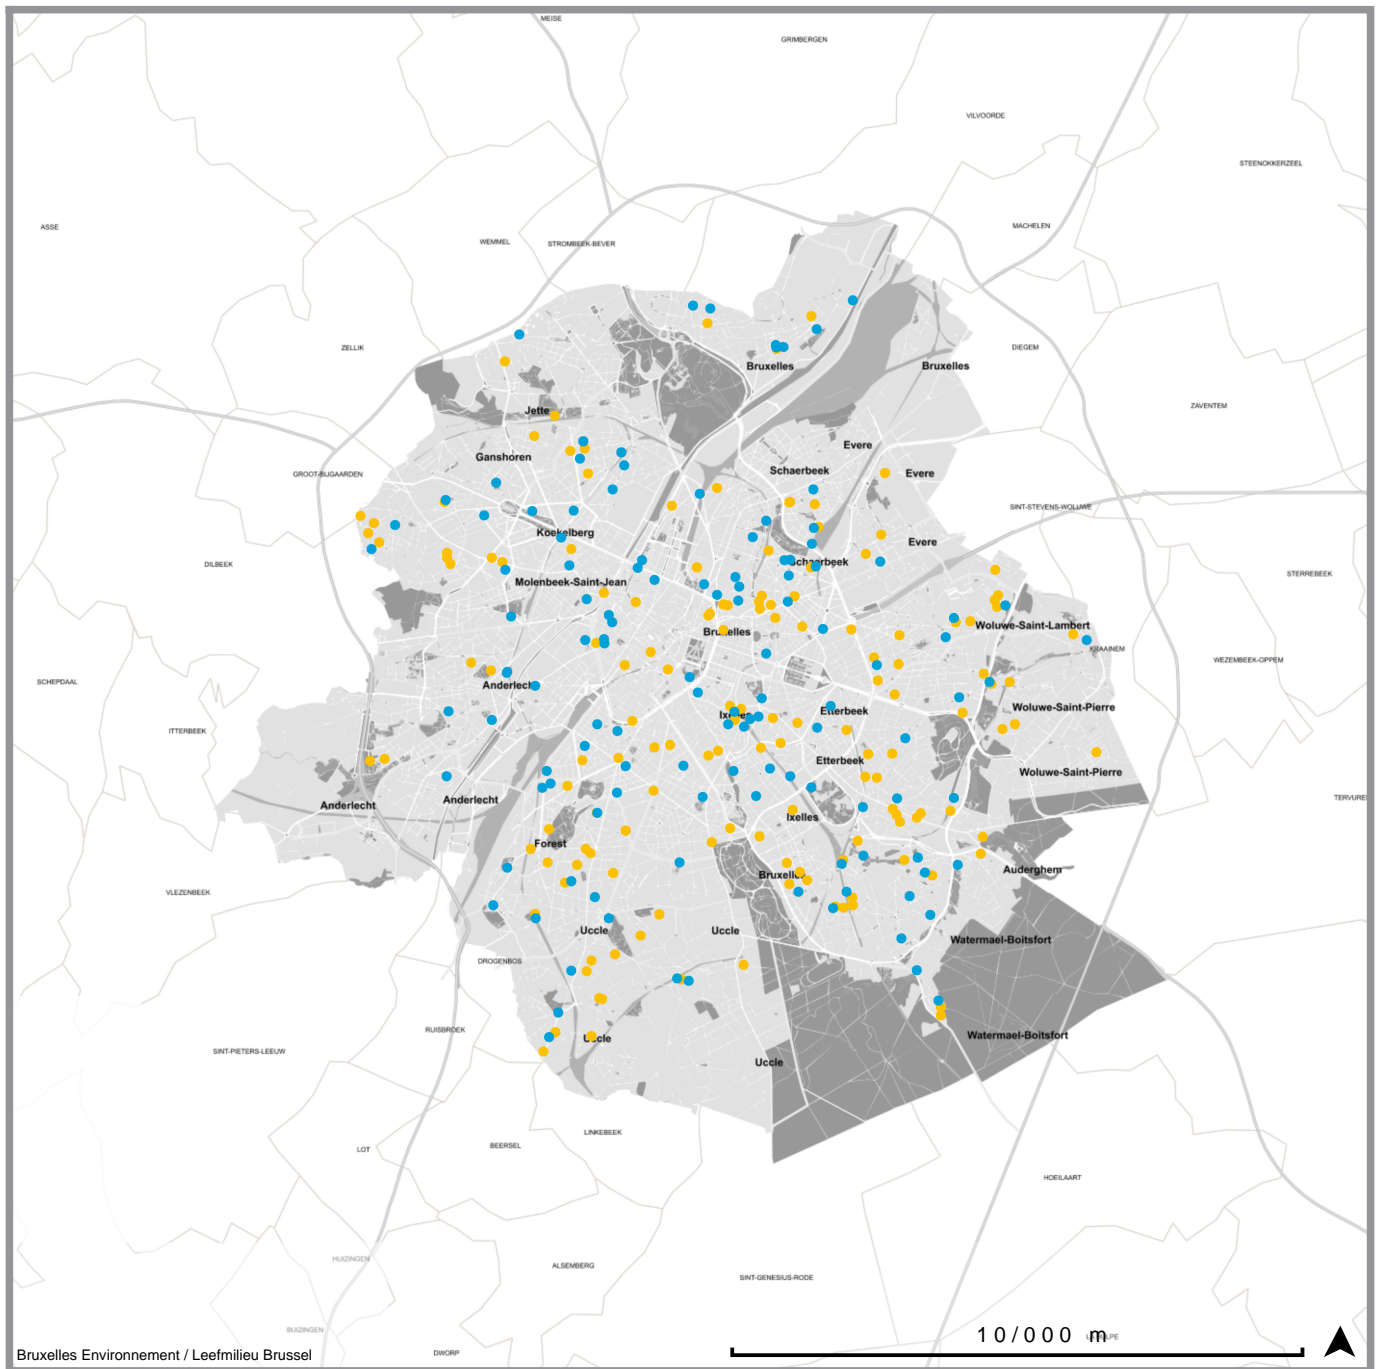 MEISE
GRIMBERGEN
VILVOORDE
STEENOKKERZEEL
ASSE
MACHELEN
WEMMEL
STROMBEEK-BEVER
ZELLIK
DIEGEM
Bruxelles
Bruxelles
ZAVENTEM
Jette
Evere
Ganshoren
Schaerbeek
Evere
GROOT-BIJGAARDEN
SINT-STEVENS-WOLUWE
Koekelberg
Evere
DILBEEK
Schaerbeek
STERREBEEK
Molenbeek-Saint-Jean
Woluwe-Saint-Lambert
Bruxelles
KRAAINEM
WEZEMBEEK-OPPEM
SCHEPDAAL
Anderlecht
Woluwe-Saint-Pierre
Etterbeek
Ixelles
ITTERBEEK
Etterbeek
Woluwe-Saint-Pierre
TERVURE
Anderlecht
Anderlecht
Ixelles
Forest
Auderghem
Bruxelles
VLEZENBEEK
Uccle
Uccle
Watermael-Boitsfort
DROGENBOS
RUISBROEK
Watermael-Boitsfort
Uccle
SINT-PIETERS-LEEUW
Uccle
LINKEBEEK
BEERSEL
LOT
HOEILAART
HUIZINGEN
ALSEMBERG
SINT-GENESIUS-RODE
BUIZINGEN
10/000 m
DWORP
Bruxelles Environnement / Leefmilieu Brussel